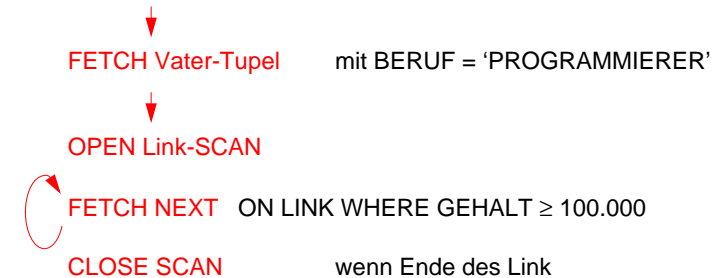 FETCH Vater-Tupel mit BERUF = ‘PROGRAMMIERER’
OPEN Link-SCAN
FETCH NEXT ON LINK WHERE GEHALT ≥ 100.000
CLOSE SCAN wenn Ende des Link